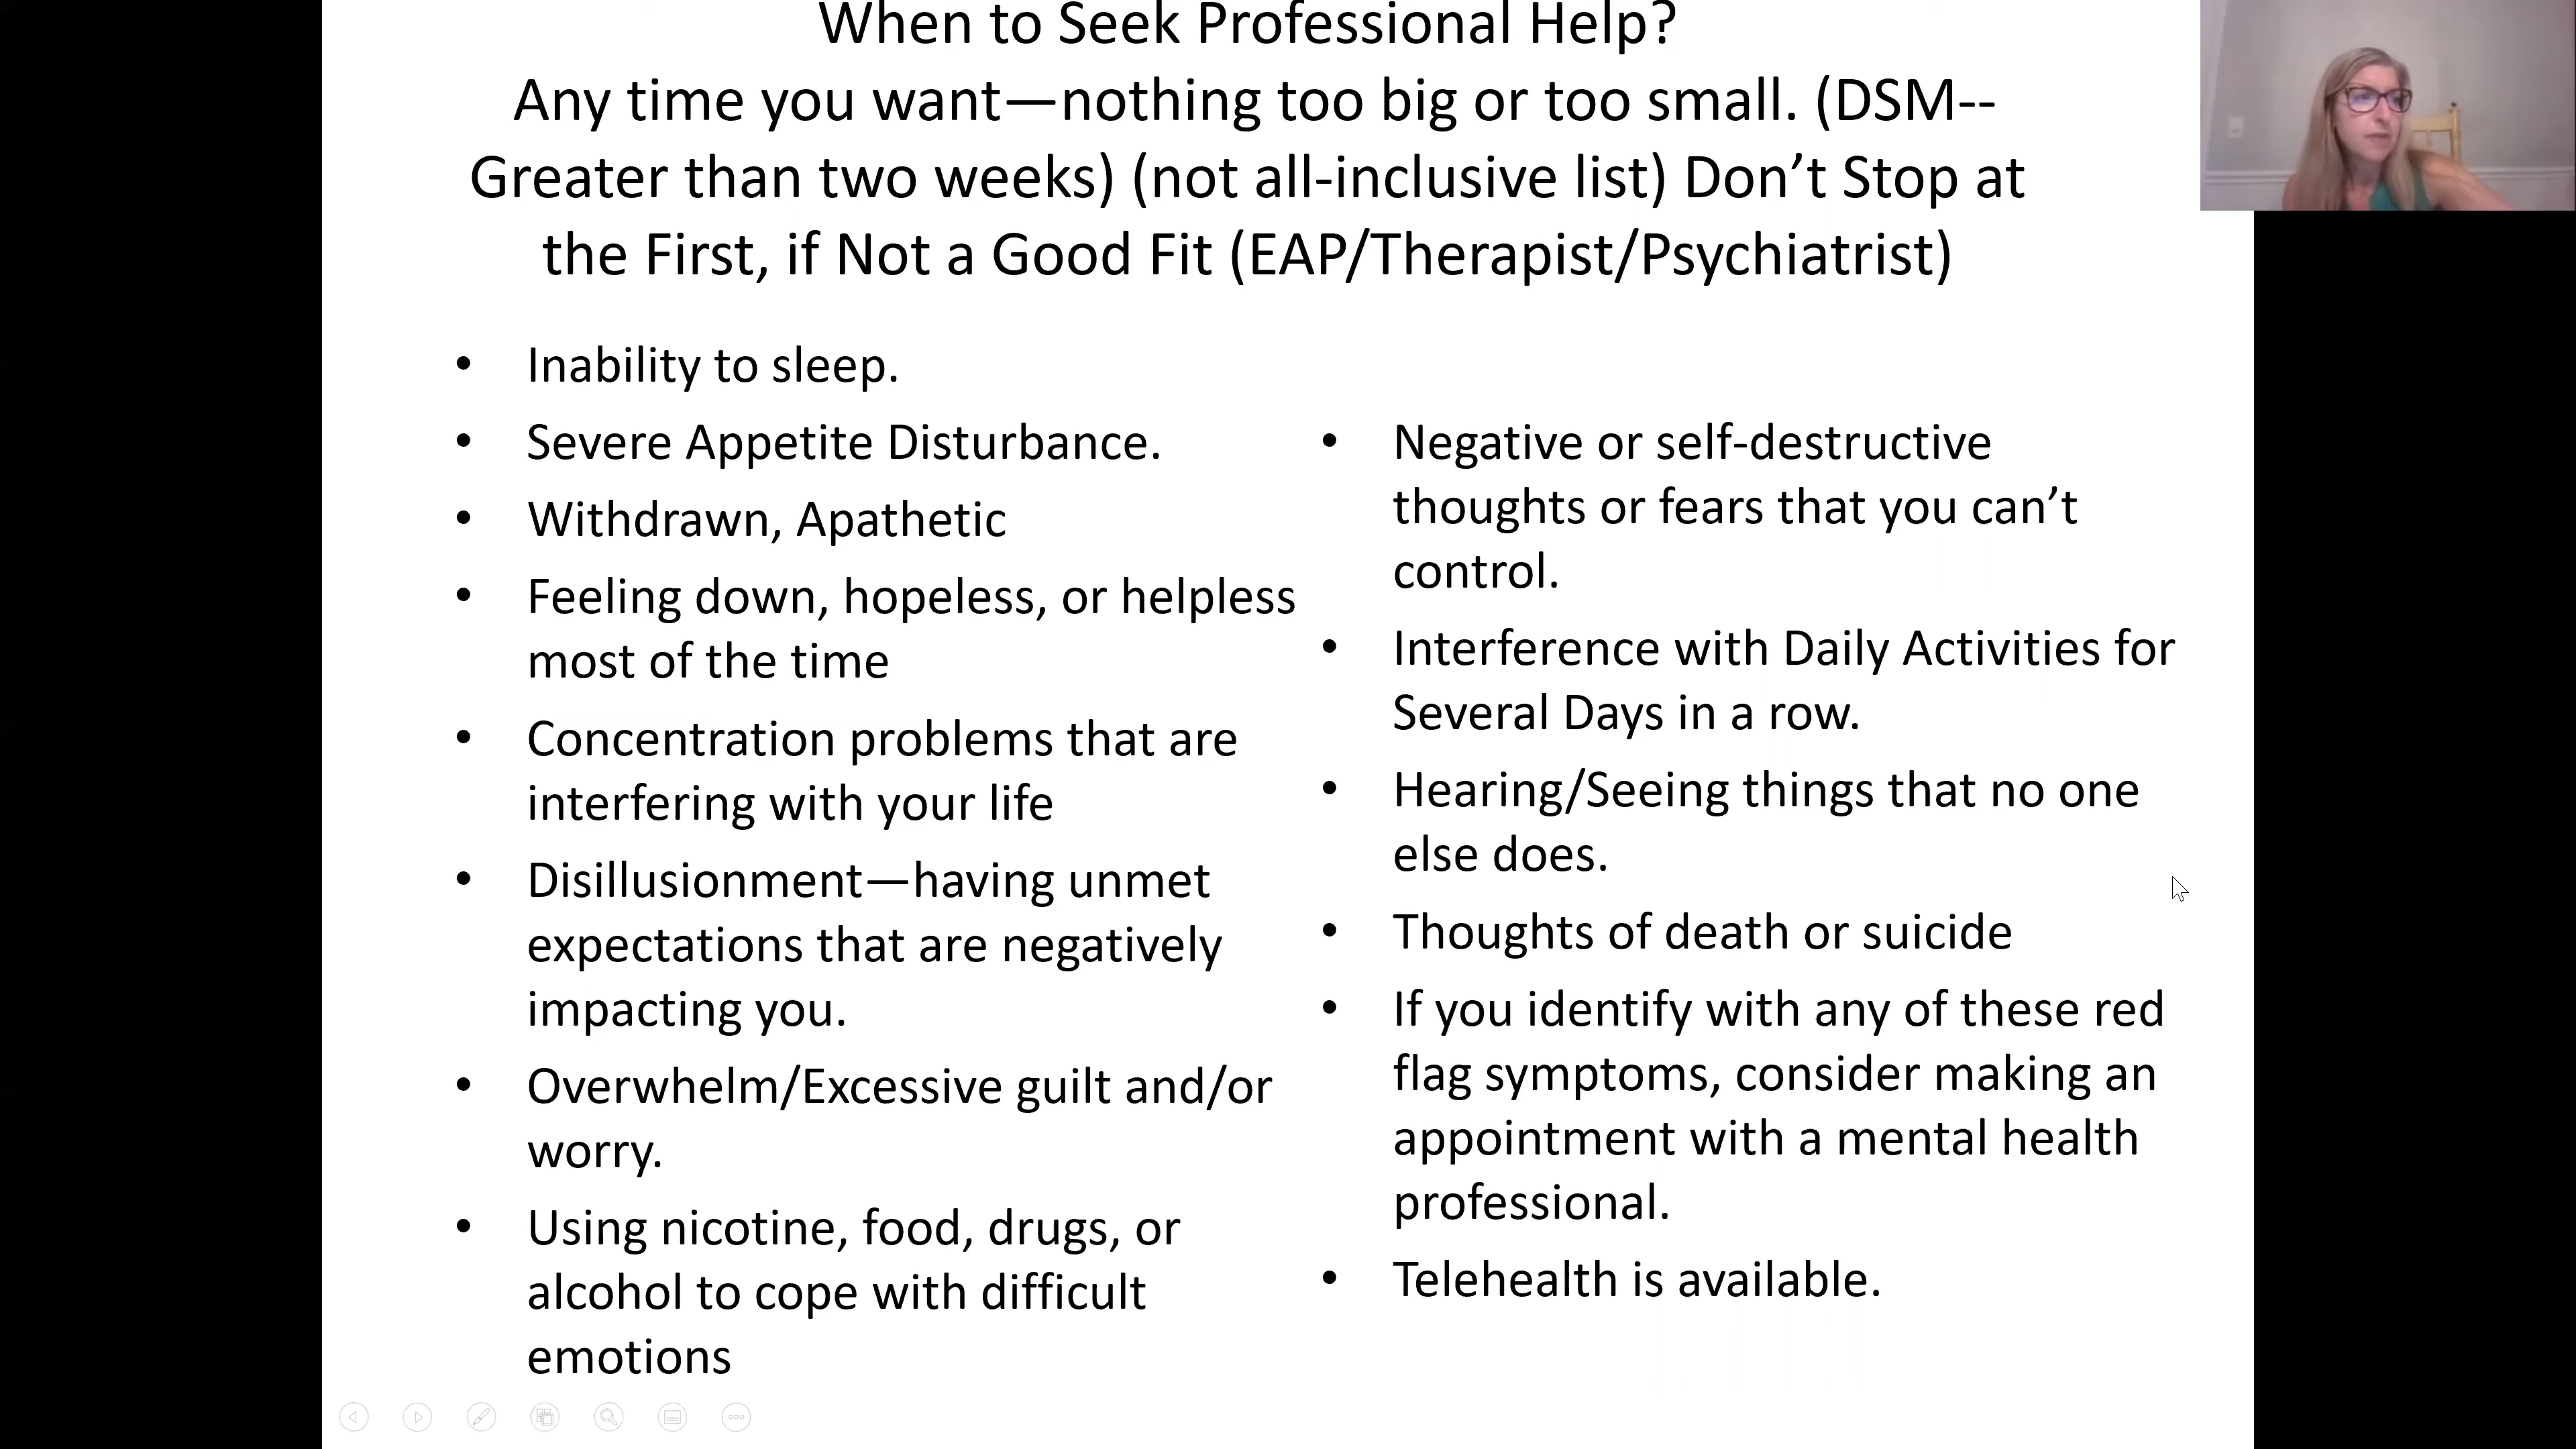 When to Seek Professional Help?
Any time you want—nothing too big or too small. (DSM--
Greater than two weeks) (not all-inclusive list) Don’t Stop at
the First, if Not a Good Fit (EAP/Therapist/Psychiatrist)
• Inability to sleep.
• Severe Appetite Disturbance.
• Withdrawn, Apathetic
• Feeling down, hopeless, or helpless
most of the time
• Concentration problems that are
interfering with your life
• Disillusionment—having unmet
expectations that are negatively
impacting you.
• Overwhelm/Excessive guilt and/or
worry.
• Using nicotine, food, drugs, or
alcohol to cope with difficult
emotions
• Negative or self-destructive
thoughts or fears that you can’t
control.
• Interference with Daily Activities for
Several Days in a row.
• Hearing/Seeing things that no one
else does.
• Thoughts of death or suicide
• If you identify with any of these red
flag symptoms, consider making an
appointment with a mental health
professional.
• Telehealth is available.